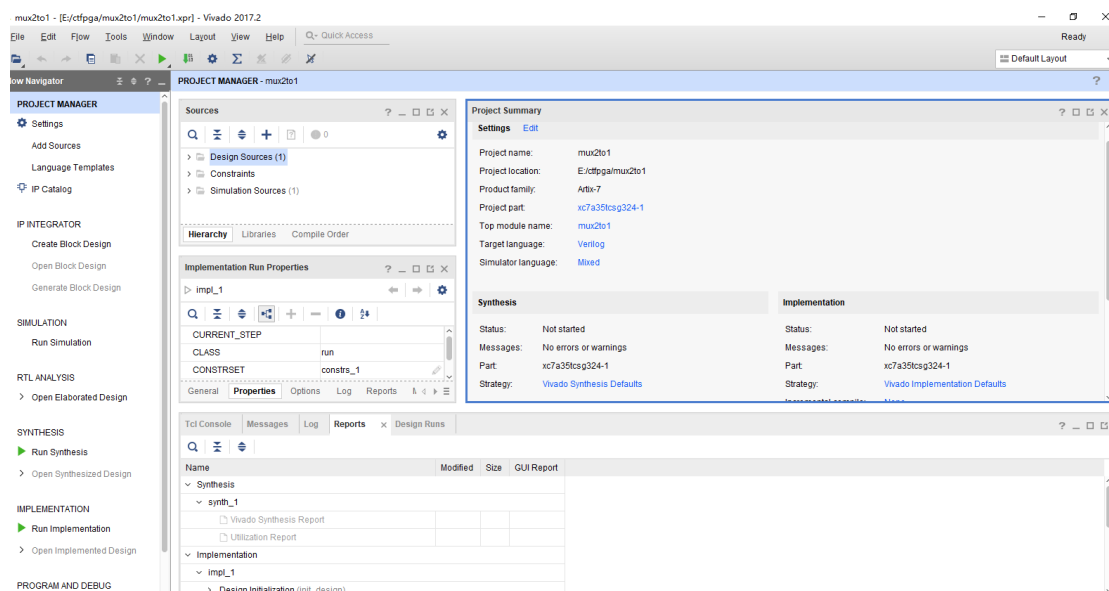 mux2to1 - [E:/ctfpga/mux2to1/mux2to1.xpr] - Vivado 2017.2
File Edit Flow Tools Window Layout View Help Quick Access
Ready
Default Layout
Navigator
PROJECT MANAGER - mux2to1
PROJECT MANAGER
Settings
Add Sources
Language Templates
IP Catalog
IP INTEGRATOR
Create Block Design
Open Block Design
Generate Block Design
SIMULATION
Run Simulation
RTL ANALYSIS
Open Elaborated Design
SYNTHESIS
Run Synthesis
Open Synthesized Design
IMPLEMENTATION
Run Implementation
Open Implemented Design
PROGRAM AND DEBUG
Sources
0
Design Sources (1)
Constraints
Simulation Sources (1)
Hierarchy Libraries Compile Order
Implementation Run Properties
impl_1
CURRENT_STEP
CLASS run
CONSTRSET constrs_1
General Properties Options Log Reports
Project Summary
Settings Edit
Project name: mux2to1
Project location: E:/ctfpga/mux2to1
Product family: Artix-7
Project part: xc7a35tcsg324-1
Top module name: mux2to1
Target language: Verilog
Simulator language: Mixed
Synthesis
Status: Not started
Messages: No errors or warnings
Part: xc7a35tcsg324-1
Strategy: Vivado Synthesis Defaults
Implementation
Status: Not started
Messages: No errors or warnings
Part: xc7a35tcsg324-1
Strategy: Vivado Implementation Defaults
Tcl Console Messages Log Reports Design Runs
Name Modified Size GUI Report
Synthesis
synth_1
Vivado Synthesis Report
Utilization Report
Implementation
impl_1
Design Initialization (init_design)